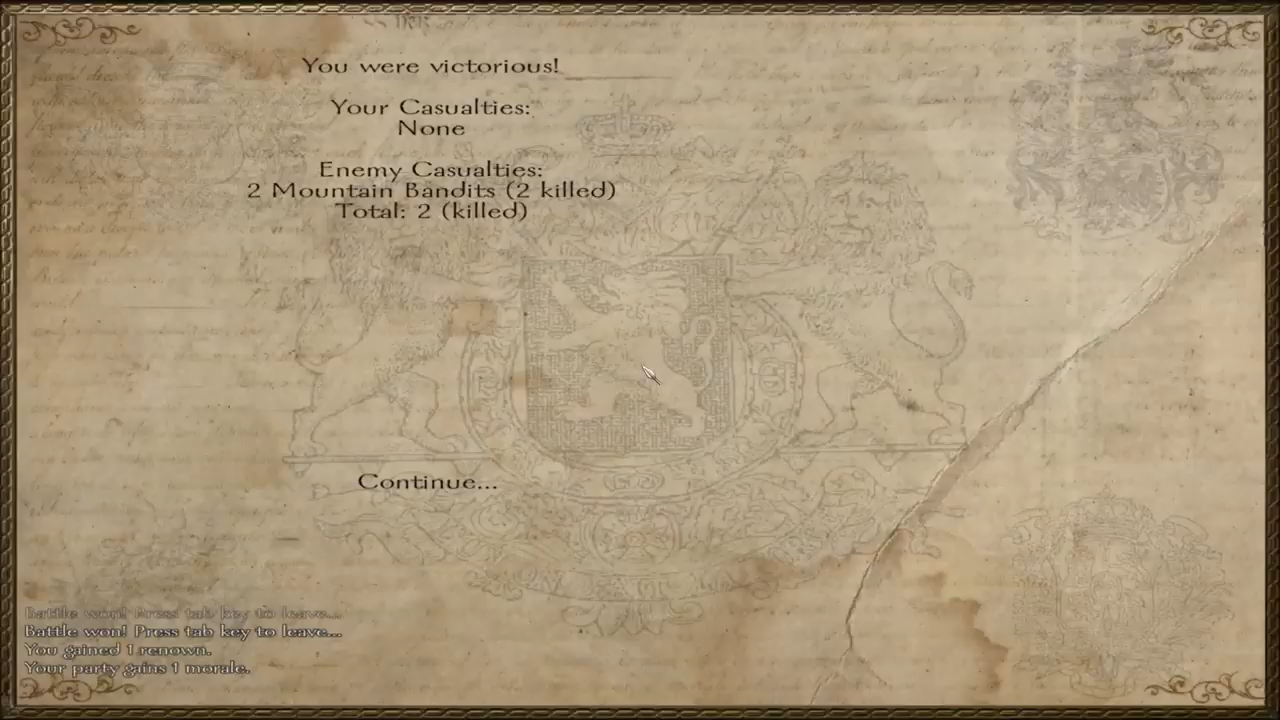 You were victorious!
Your Casualties:
None
Enemy Casualties:
2 Mountain Bandits (2 killed)
Total: 2 (killed)
Continue...
Battle won! Press tab key to leave...
Battle won! Press tab key to leave...
You gained 1 renown.
Your party gains 1 morale.